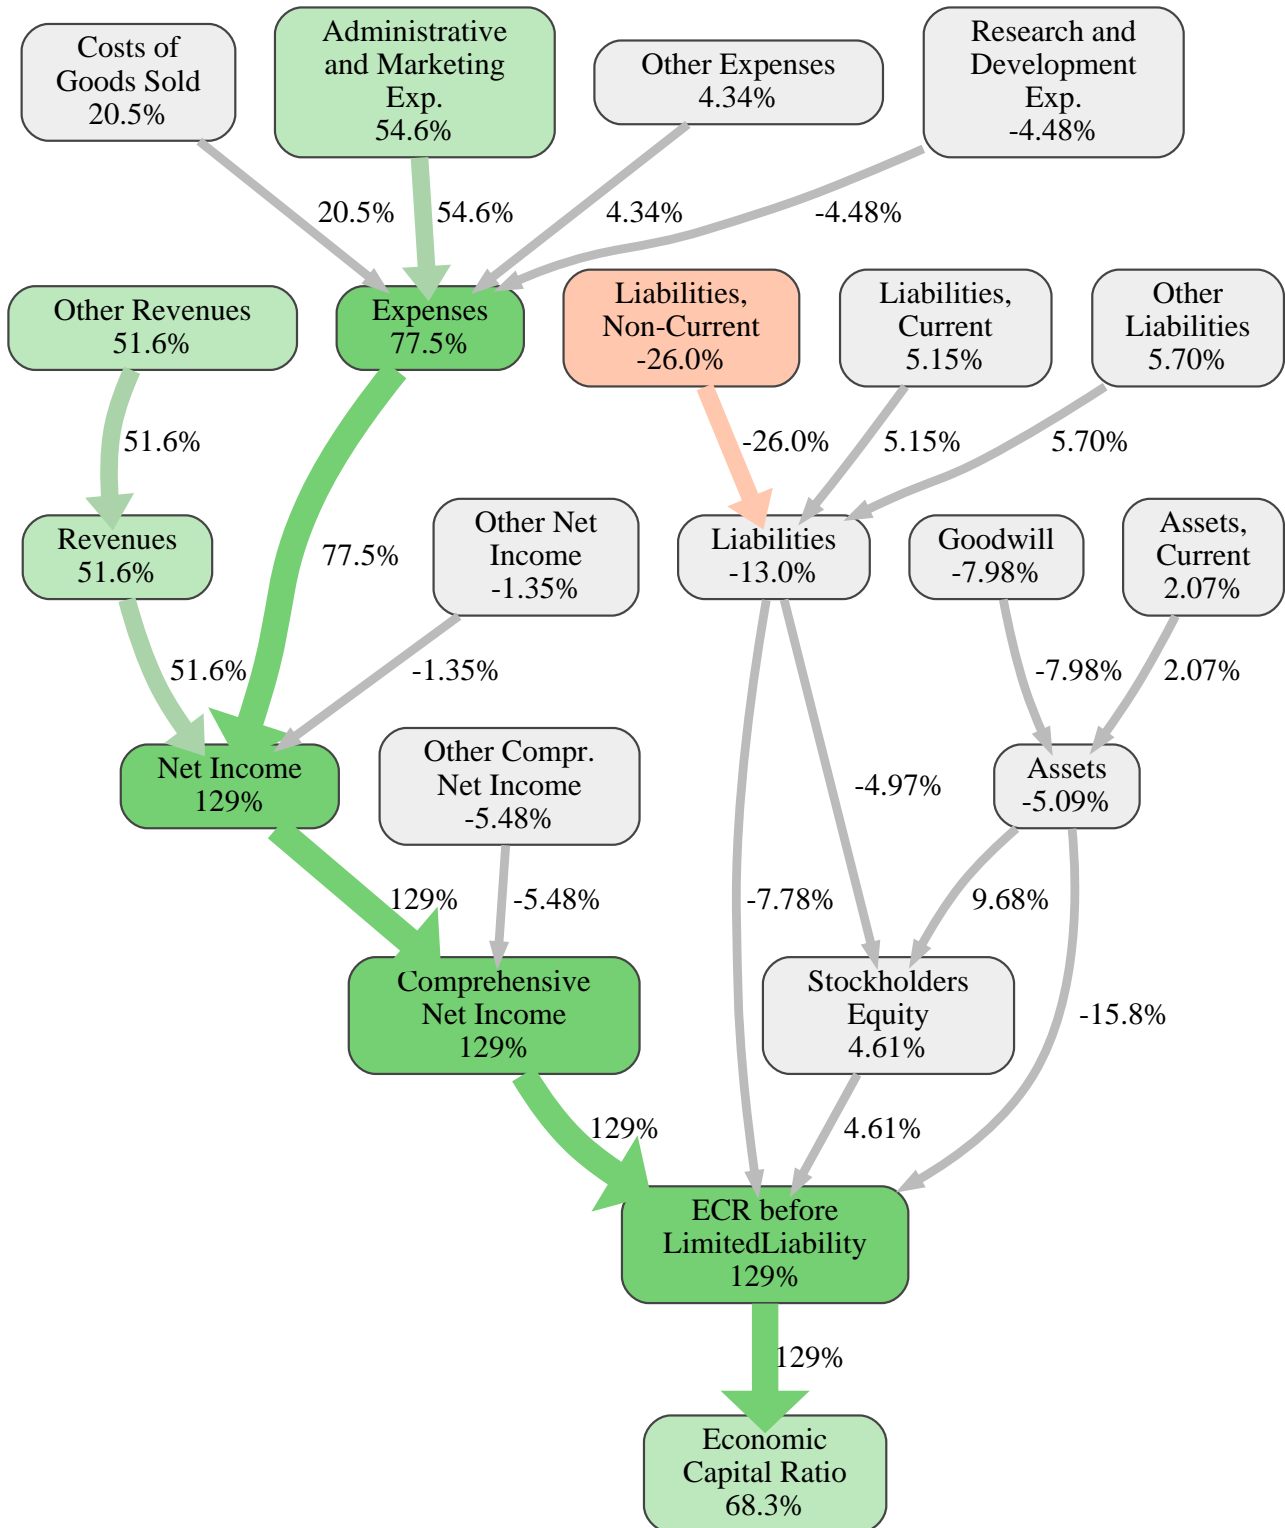 Costs of
Goods Sold
20.5%
Administrative
and Marketing
Exp.
54.6%
Other Expenses
4.34%
Research and
Development
Exp.
-4.48%
20.5%
54.6%
4.34%
-4.48%
Other Revenues
51.6%
Expenses
77.5%
Liabilities,
Non-Current
-26.0%
Liabilities,
Current
5.15%
Other
Liabilities
5.70%
51.6%
-26.0%
5.15%
5.70%
Revenues
51.6%
77.5%
Other Net
Income
-1.35%
Liabilities
-13.0%
Goodwill
-7.98%
Assets,
Current
2.07%
51.6%
-1.35%
-7.98%
2.07%
Net Income
129%
Other Compr.
Net Income
-5.48%
-4.97%
Assets
-5.09%
129%
-5.48%
-7.78%
9.68%
Comprehensive
Net Income
129%
Stockholders
Equity
4.61%
-15.8%
129%
4.61%
ECR before
LimitedLiability
129%
129%
Economic
Capital Ratio
68.3%